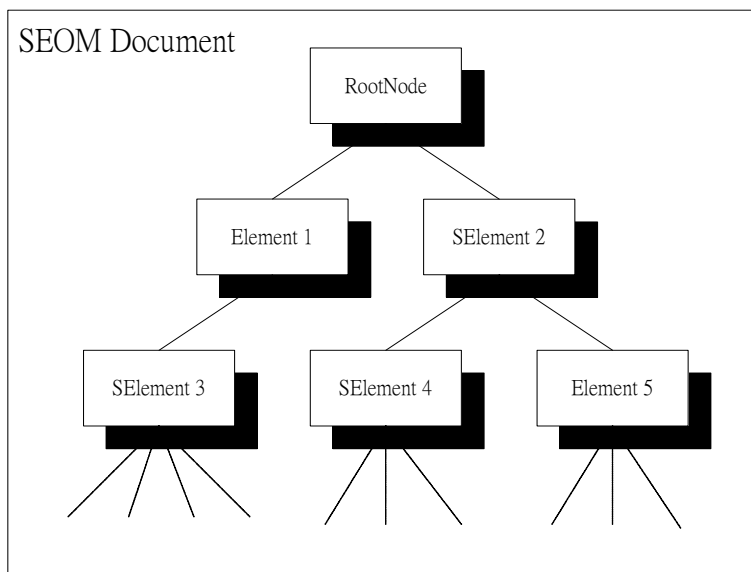 SEOM Document
RootNode
Element 1
SElement 2
SElement 3
SElement 4
Element 5